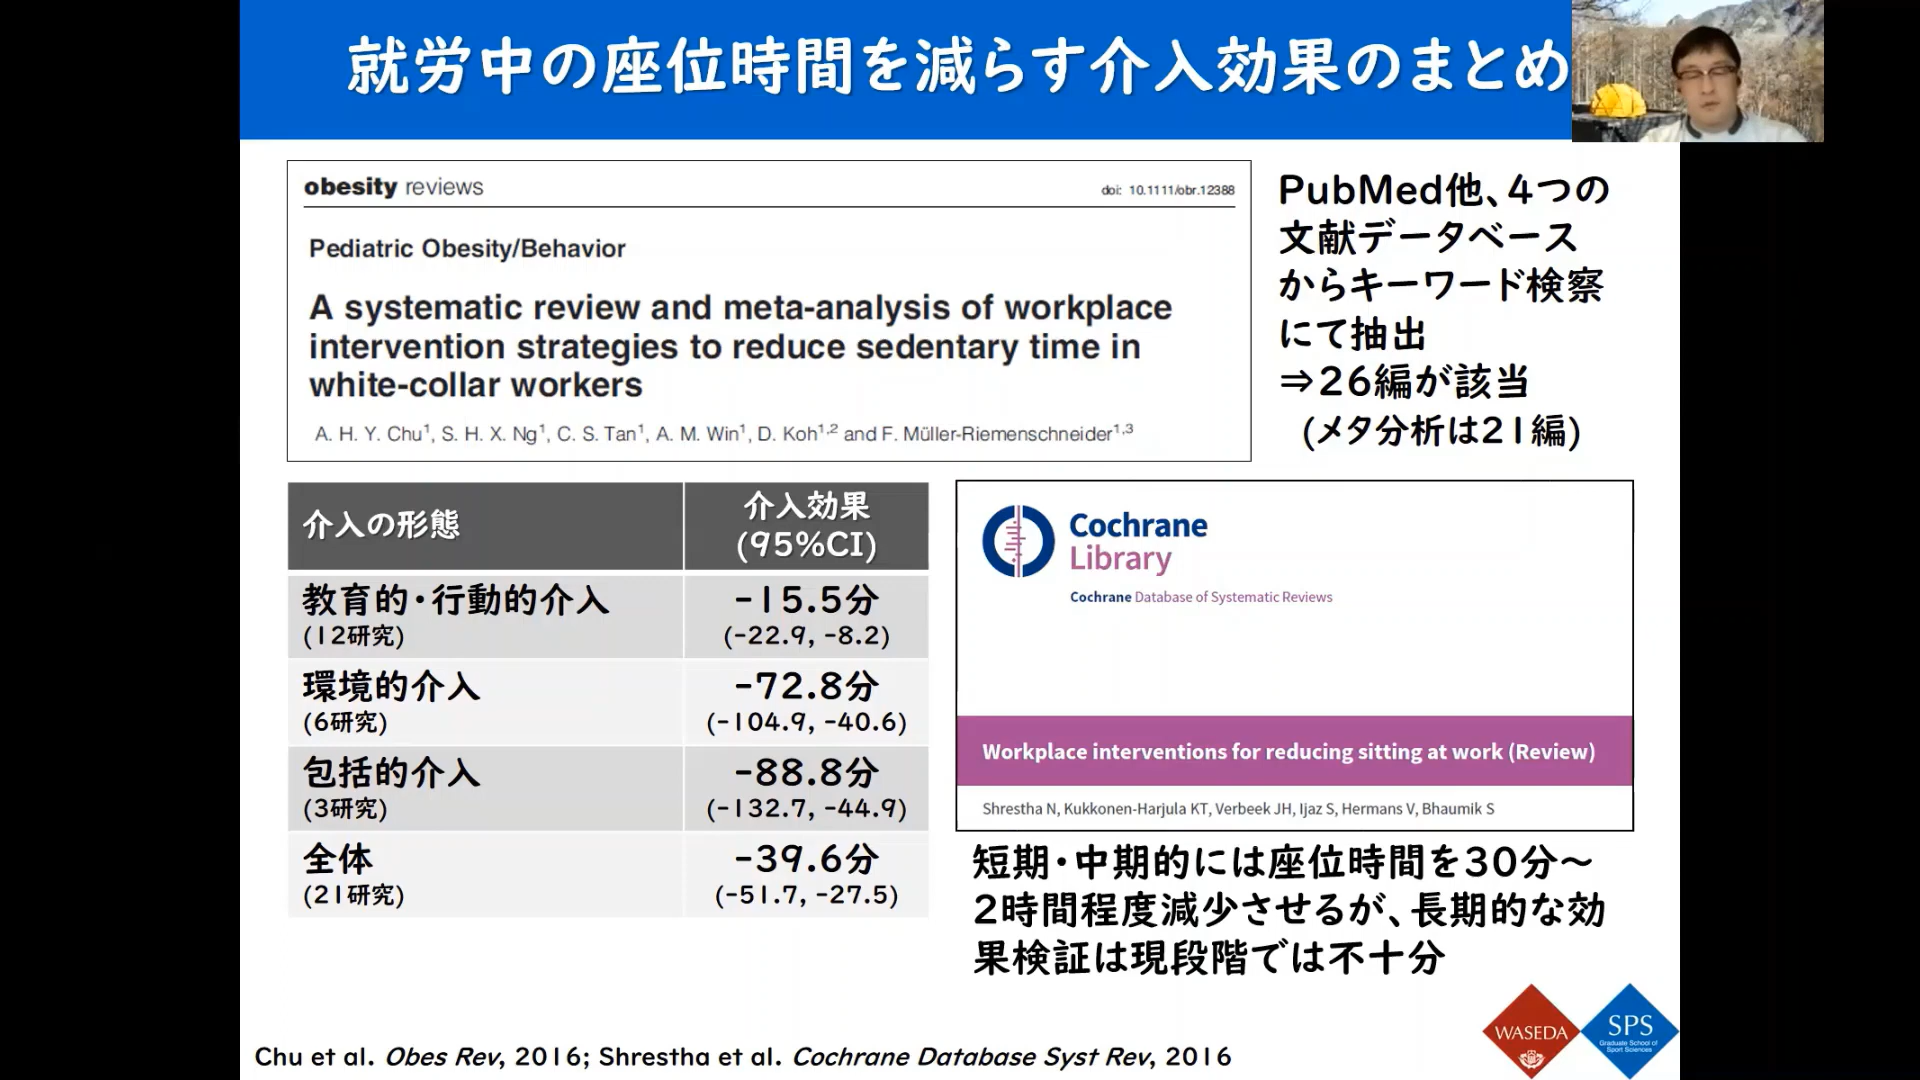 就労中の座位時間を減らす介入効果のまとめ
obesity reviews
doi: 10.1111/obr.12388
Pediatric Obesity/Behavior
A systematic review and meta-analysis of workplace
intervention strategies to reduce sedentary time in
white-collar workers
A. H. Y. Chu1, S. H. X. Ng1, C. S. Tan1, A. M. Win1, D. Koh1,2 and F. Müller-Riemenschneider1,3
PubMed他、4つの
文献データベース
からキーワード検察
にて抽出
⇒26編が該当
(メタ分析は21編)
介入の形態
介入効果
(95%CI)
教育的・行動的介入
(12研究)
-15.5分
(-22.9, -8.2)
環境的介入
(6研究)
-72.8分
(-104.9, -40.6)
包括的介入
(3研究)
-88.8分
(-132.7, -44.9)
全体
(21研究)
-39.6分
(-51.7, -27.5)
Cochrane
Library
Cochrane Database of Systematic Reviews
Workplace interventions for reducing sitting at work (Review)
Shrestha N, Kukkonen-Harjula KT, Verbeek JH, Ijaz S, Hermans V, Bhaumik S
短期・中期的には座位時間を30分～
2時間程度減少させるが、長期的な効
果検証は現段階では不十分
WASEDA
SPS
Graduate School of
Sport Sciences
Chu et al. Obes Rev, 2016; Shrestha et al. Cochrane Database Syst Rev, 2016